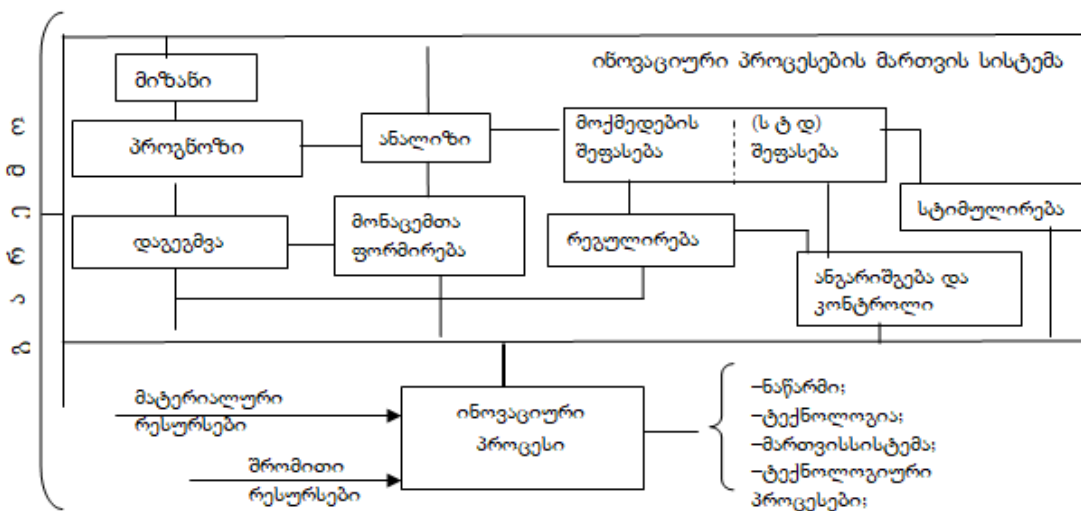 ინოვაციური პროცესების მართვის სისტემა
გარემო
მიზანი
პროგნოზი
ანალიზი
მოქმედების
შეფასება
(ს ტ დ)
შეფასება
სტიმულირება
დაგეგმვა
მონაცემთა
ფორმირება
რეგულირება
ანგარიშგება და
კონტროლი
მატერიალური
რესურსები
შრომითი
რესურსები
ინოვაციური
პროცესი
–ნაწარმი;
–ტექნოლოგია;
–მართვისსისტემა;
–ტექნოლოგიური
პროცესები;